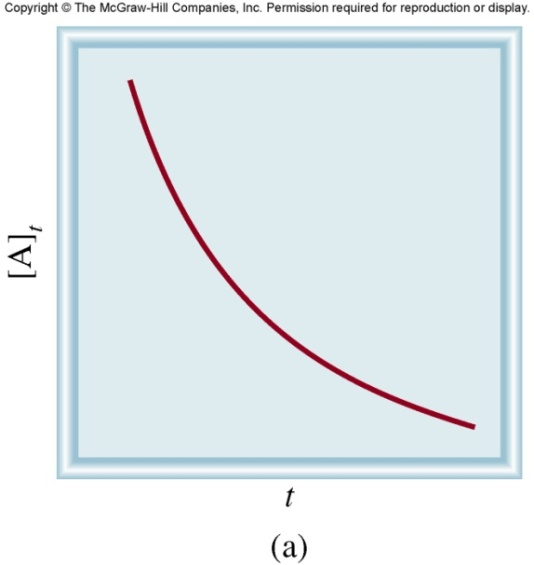 Copyright © The McGraw-Hill Companies, Inc. Permission required for reproduction or display.
[A]t
t
(a)